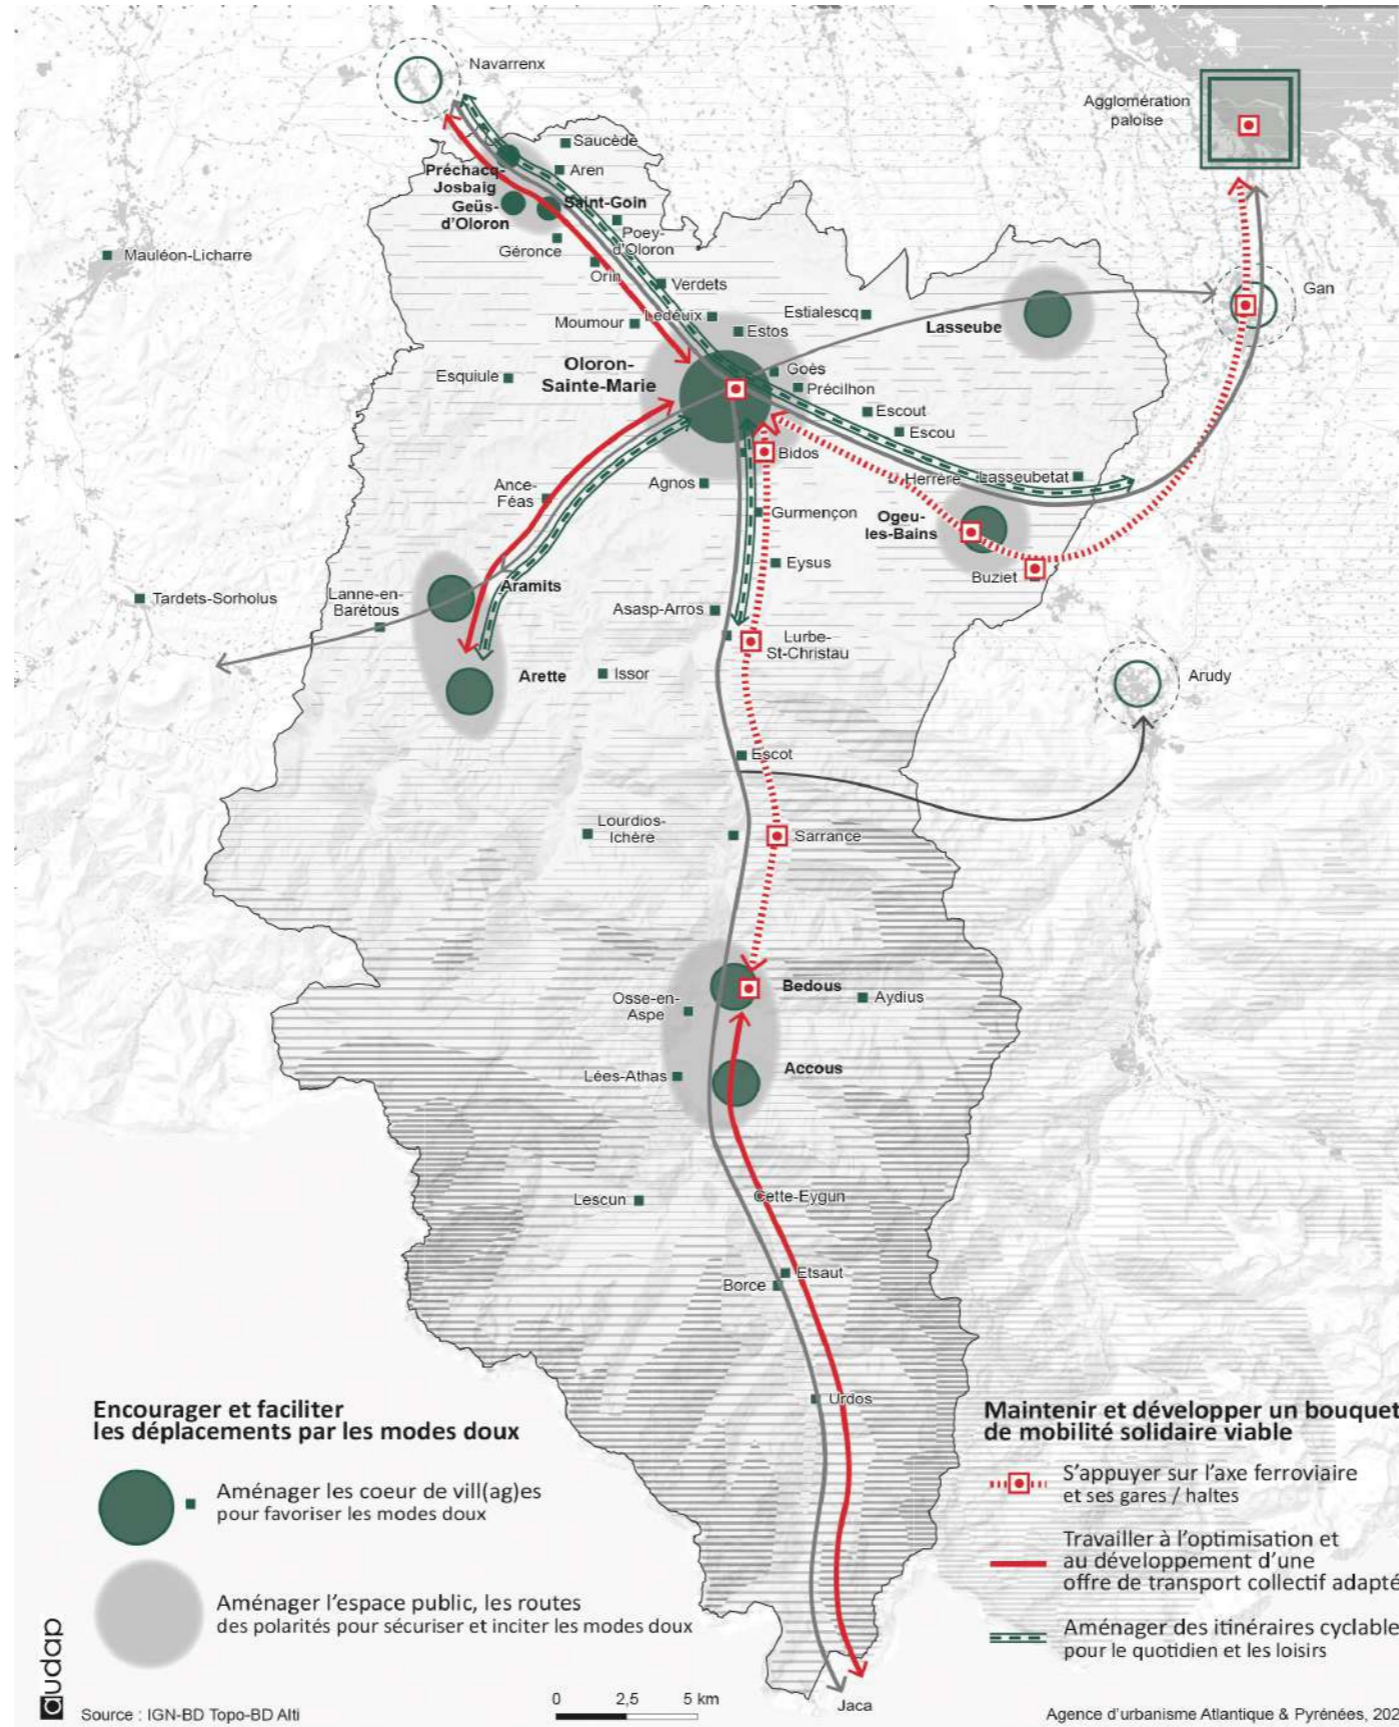 Navarrenx
Agglomération
paloise
Saucède
Aren
Préchacq-
Josbaig
Geüs-
d'Oloron
Saint-Goin
Poey-
d'Oloron
Géronce
Orin
Mauléon-Licharre
Verdets
Gan
Moumour
Ledeuix
Estos
Estialescq
Lasseube
Oloron-
Sainte-Marie
Esquiule
Goès
Précilhon
Escout
Escou
Bidos
Ance-
Féas
Agnos
Herrère
Lasseubetat
Gurmençon
Ogeu-
les-Bains
Eysus
Buziet
Tardets-Sorholus
Lanne-en-
Barétous
Aramits
Asasp-Arros
Lurbe-
St-Christau
Arette
Issor
Arudy
Escot
Lourdios-
Ichère
Sarrance
Bedous
Osse-en-
Aspe
Aydius
Accous
Lées-Athas
Lescun
Cette-Eygun
Etsaut
Borce
Urdos
Jaca
Encourager et faciliter
les déplacements par les modes doux
Aménager les coeur de vill(ag)es
pour favoriser les modes doux
Aménager l'espace public, les routes
des polarités pour sécuriser et inciter les modes doux
Maintenir et développer un bouquet
de mobilité solidaire viable
S'appuyer sur l'axe ferroviaire
et ses gares / haltes
Travailler à l'optimisation et
au développement d'une
offre de transport collectif adapté
Aménager des itinéraires cyclable
pour le quotidien et les loisirs
audap
Source : IGN-BD Topo-BD Alti
0 2,5 5 km
Agence d'urbanisme Atlantique & Pyrénées, 202